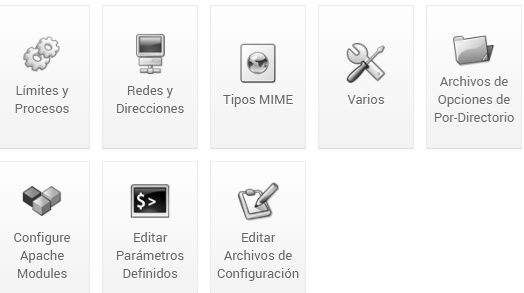 Límites y
Procesos
Redes y
Direcciones
Tipos MIME
Varios
Archivos de
Opciones de
Por-Directorio
Configure
Apache
Modules
$>
Editar
Parámetros
Definidos
Editar
Archivos de
Configuración